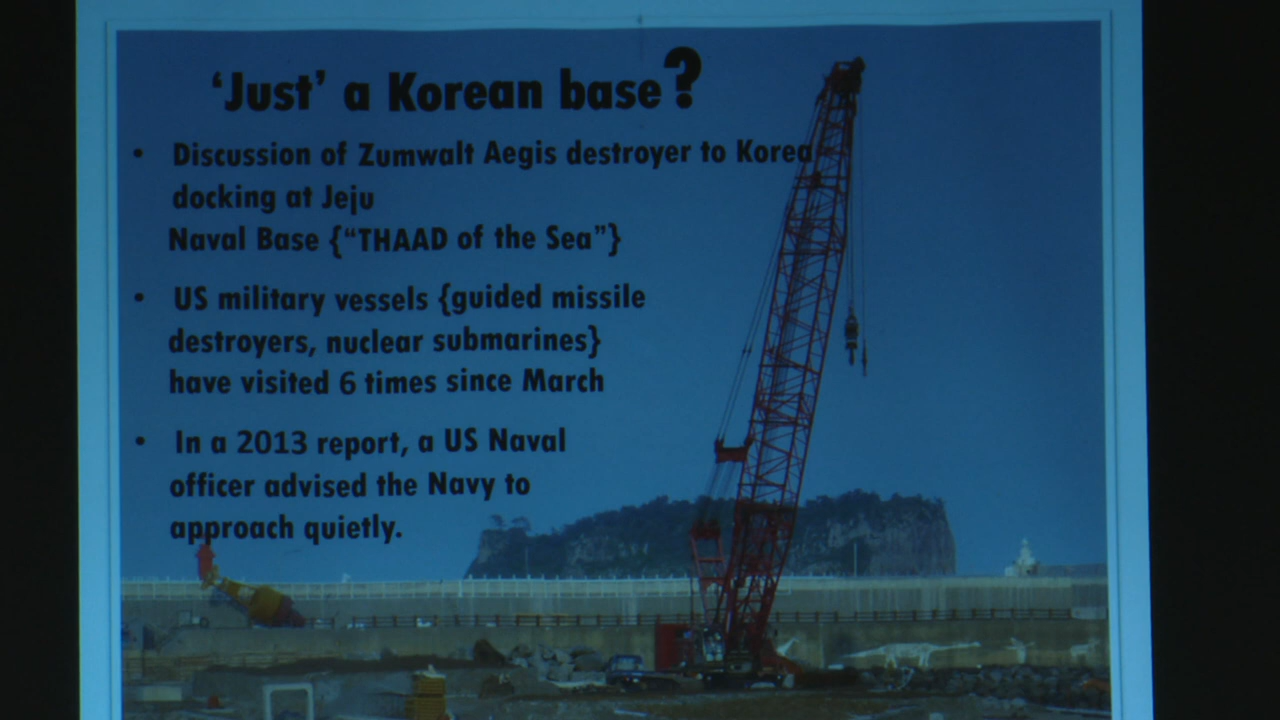 ‘Just’ a Korean base?
• Discussion of Zumwalt Aegis destroyer to Korea
docking at Jeju
Naval Base {“THAAD of the Sea”}
• US military vessels {guided missile
destroyers, nuclear submarines}
have visited 6 times since March
• In a 2013 report, a US Naval
officer advised the Navy to
approach quietly.